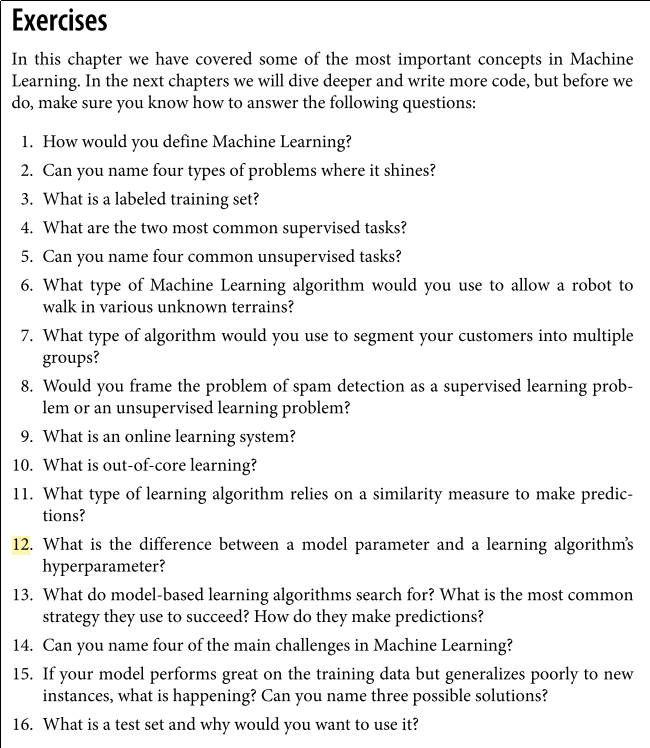 Exercises
In this chapter we have covered some of the most important concepts in Machine
Learning. In the next chapters we will dive deeper and write more code, but before we
do, make sure you know how to answer the following questions:
1. How would you define Machine Learning?
2. Can you name four types of problems where it shines?
3. What is a labeled training set?
4. What are the two most common supervised tasks?
5. Can you name four common unsupervised tasks?
6. What type of Machine Learning algorithm would you use to allow a robot to
walk in various unknown terrains?
7. What type of algorithm would you use to segment your customers into multiple
groups?
8. Would you frame the problem of spam detection as a supervised learning prob-
lem or an unsupervised learning problem?
9. What is an online learning system?
10. What is out-of-core learning?
11. What type of learning algorithm relies on a similarity measure to make predic-
tions?
12. What is the difference between a model parameter and a learning algorithm's
hyperparameter?
13. What do model-based learning algorithms search for? What is the most common
strategy they use to succeed? How do they make predictions?
14. Can you name four of the main challenges in Machine Learning?
15. If your model performs great on the training data but generalizes poorly to new
instances, what is happening? Can you name three possible solutions?
16. What is a test set and why would you want to use it?